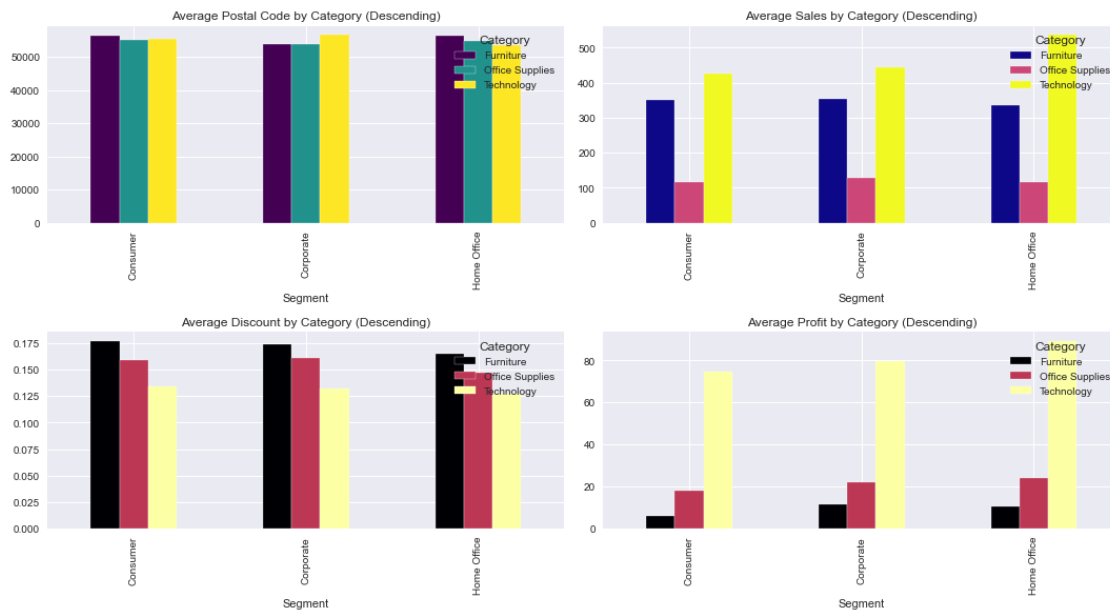 Average Postal Code by Category (Descending)
50000
40000
30000
20000
10000
0
Category
Furniture
Office Supplies
Technology
Consumer
Corporate
Home Office
Segment
Average Sales by Category (Descending)
500
400
300
200
100
0
Category
Furniture
Office Supplies
Technology
Consumer
Corporate
Home Office
Segment
Average Discount by Category (Descending)
0.175
0.150
0.125
0.100
0.075
0.050
0.025
0.000
Category
Furniture
Office Supplies
Technology
Consumer
Corporate
Home Office
Segment
Average Profit by Category (Descending)
80
60
40
20
0
Category
Furniture
Office Supplies
Technology
Consumer
Corporate
Home Office
Segment